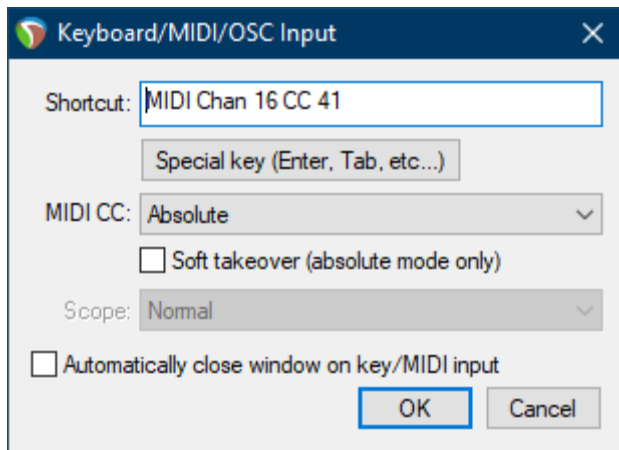 Keyboard/MIDI/OSC Input
Shortcut: MIDI Chan 16 CC 41
Special key (Enter, Tab, etc...)
MIDI CC: Absolute
Soft takeover (absolute mode only)
Scope: Normal
Automatically close window on key/MIDI input
OK Cancel